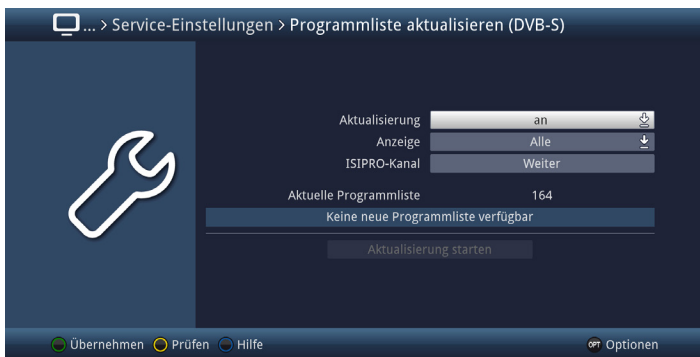 ... > Service-Einstellungen > Programmliste aktualisieren (DVB-S)
Aktualisierung an
Anzeige Alle
ISIPRO-Kanal Weiter
Aktuelle Programmliste 164
Keine neue Programmliste verfügbar
Aktualisierung starten
Übernehmen Prüfen Hilfe OPT Optionen